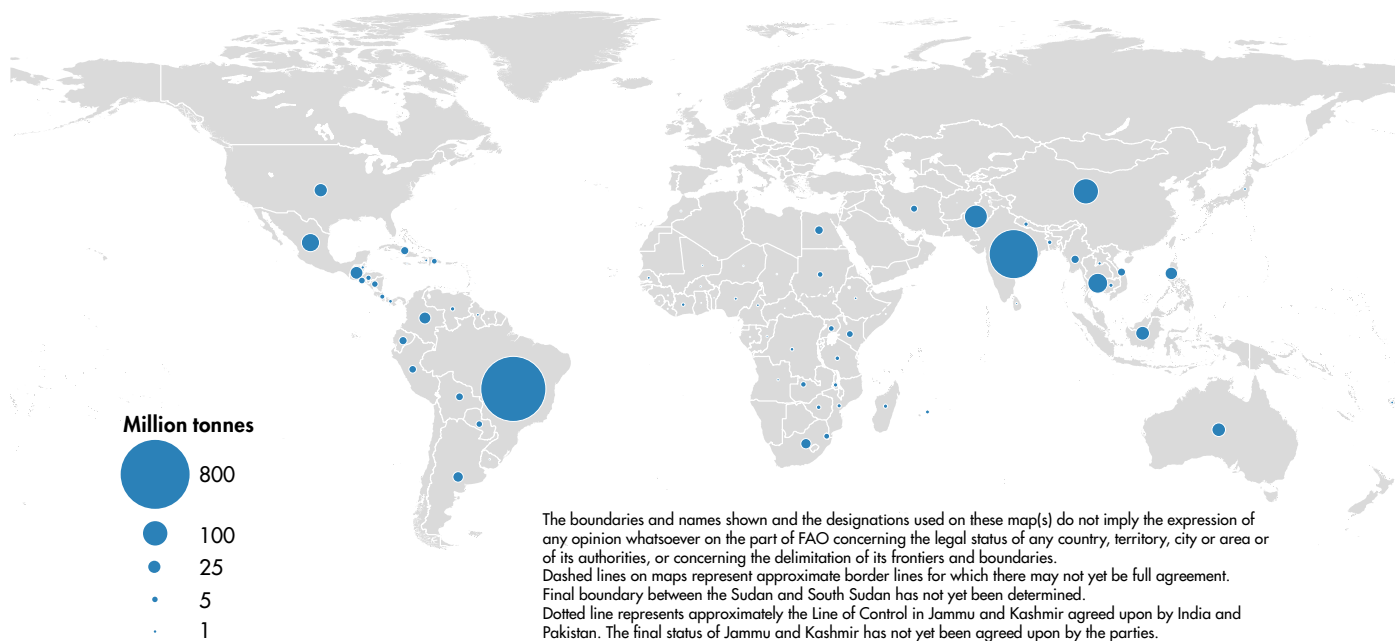 Million tonnes
800
100
25
5
1
The boundaries and names shown and the designations used on these map(s) do not imply the expression of
any opinion whatsoever on the part of FAO concerning the legal status of any country, territory, city or area or
of its authorities, or concerning the delimitation of its frontiers and boundaries.
Dashed lines on maps represent approximate border lines for which there may not yet be full agreement.
Final boundary between the Sudan and South Sudan has not yet been determined.
Dotted line represents approximately the Line of Control in Jammu and Kashmir agreed upon by India and
Pakistan. The final status of Jammu and Kashmir has not yet been agreed upon by the parties.